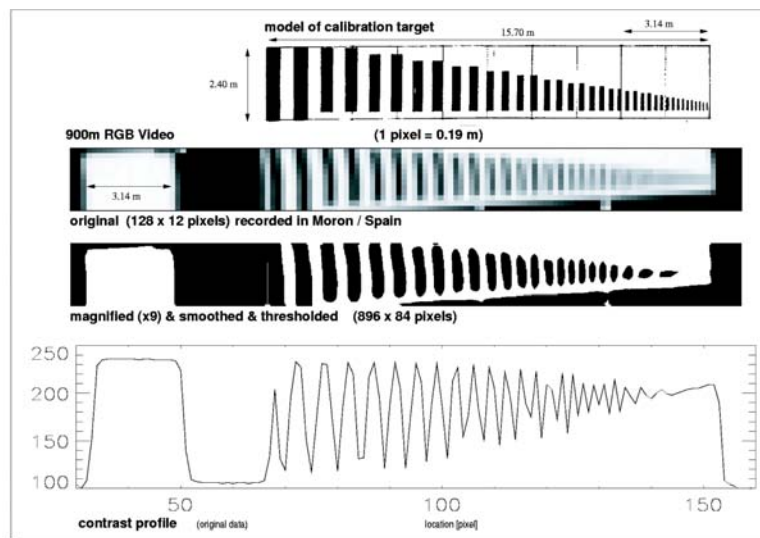 model of calibration target
3.14 m
15.70 m
2.40 m
900m RGB Video (1 pixel = 0.19 m)
3.14 m
original (128 x 12 pixels) recorded in Moron / Spain
magnified (x9) & smoothed & thresholded (896 x 84 pixels)
250
200
150
100
50 100 150
contrast profile (original data) location [pixel]